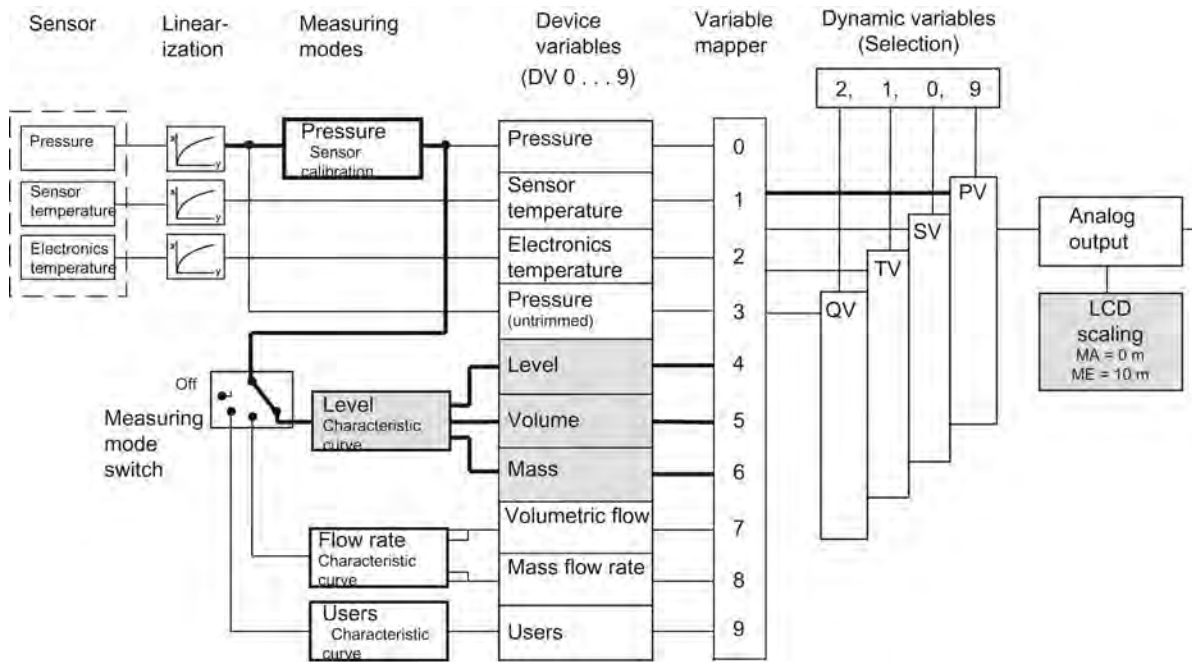 Sensor
Linear-
ization
Measuring
modes
Device
variables
(DV 0 . . . 9)
Variable
mapper
Dynamic variables
(Selection)
2, 1, 0, 9
Pressure
x
y
Pressure
Sensor
calibration
Pressure
0
Sensor
temperature
x
y
Sensor
temperature
1
PV
Analog
output
Electronics
temperature
x
y
Electronics
temperature
2
SV
TV
Pressure
(untrimmed)
3
QV
LCD
scaling
MA = 0 m
ME = 10 m
Off
Measuring
mode
switch
Level
Characteristic
curve
Level
4
Volume
5
Mass
6
Flow rate
Characteristic
curve
Volumetric flow
7
Mass flow rate
8
Users
Characteristic
curve
Users
9